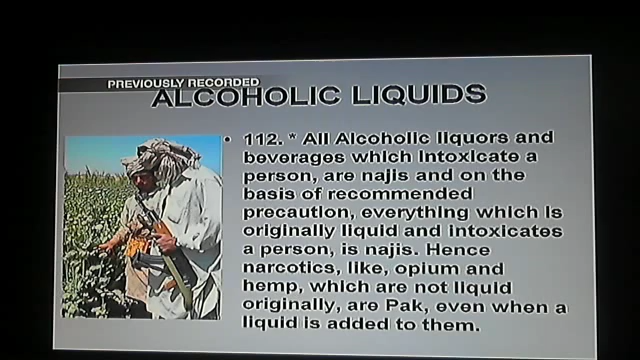 PREVIOUSLY RECORDED
ALCOHOLIC LIQUIDS
• 112. * All Alcoholic liquors and
beverages which intoxicate a
person, are najis and on the
basis of recommended
precaution, everything which is
originally liquid and intoxicates
a person, is najis. Hence
narcotics, like, opium and
hemp, which are not liquid
originally, are Pak, even when a
liquid is added to them.